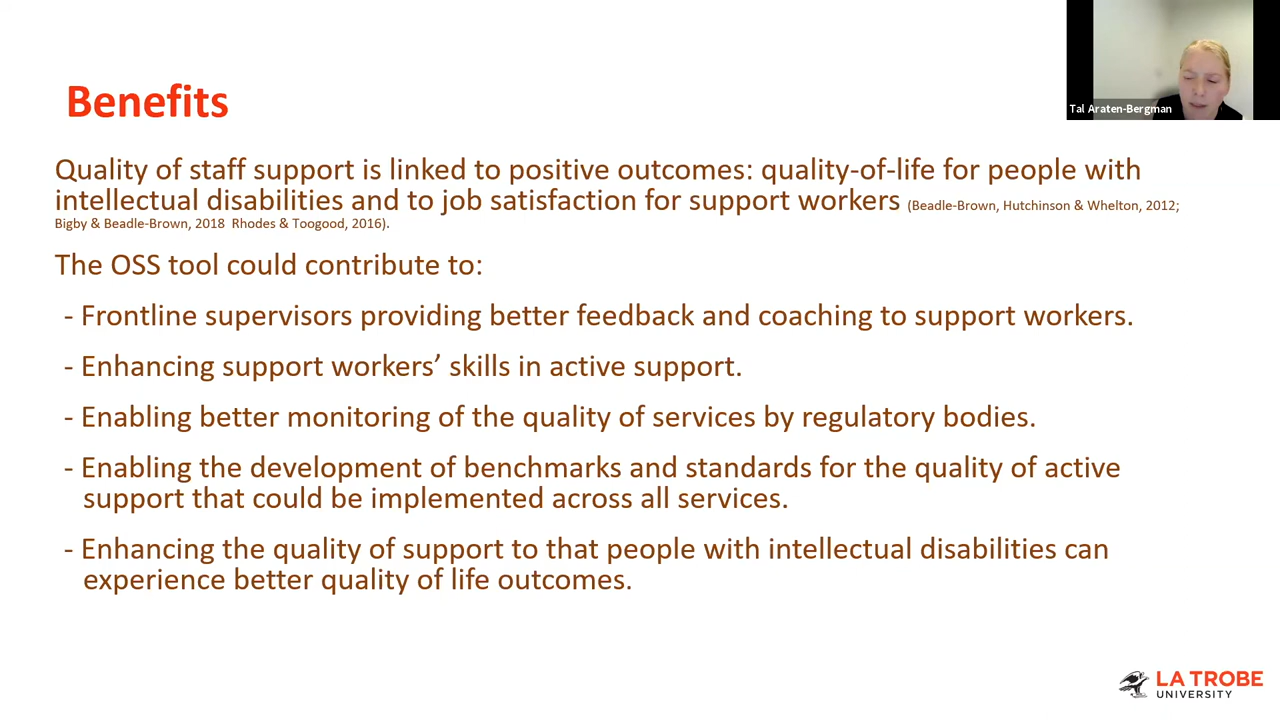 Benefits
Tal Araten-Bergman
Quality of staff support is linked to positive outcomes: quality-of-life for people with
intellectual disabilities and to job satisfaction for support workers (Beadle-Brown, Hutchinson & Whelton, 2012;
Bigby & Beadle-Brown, 2018 Rhodes & Toogood, 2016).
The OSS tool could contribute to:
- Frontline supervisors providing better feedback and coaching to support workers.
- Enhancing support workers’ skills in active support.
- Enabling better monitoring of the quality of services by regulatory bodies.
- Enabling the development of benchmarks and standards for the quality of active
support that could be implemented across all services.
- Enhancing the quality of support to that people with intellectual disabilities can
experience better quality of life outcomes.
LA TROBE
UNIVERSITY